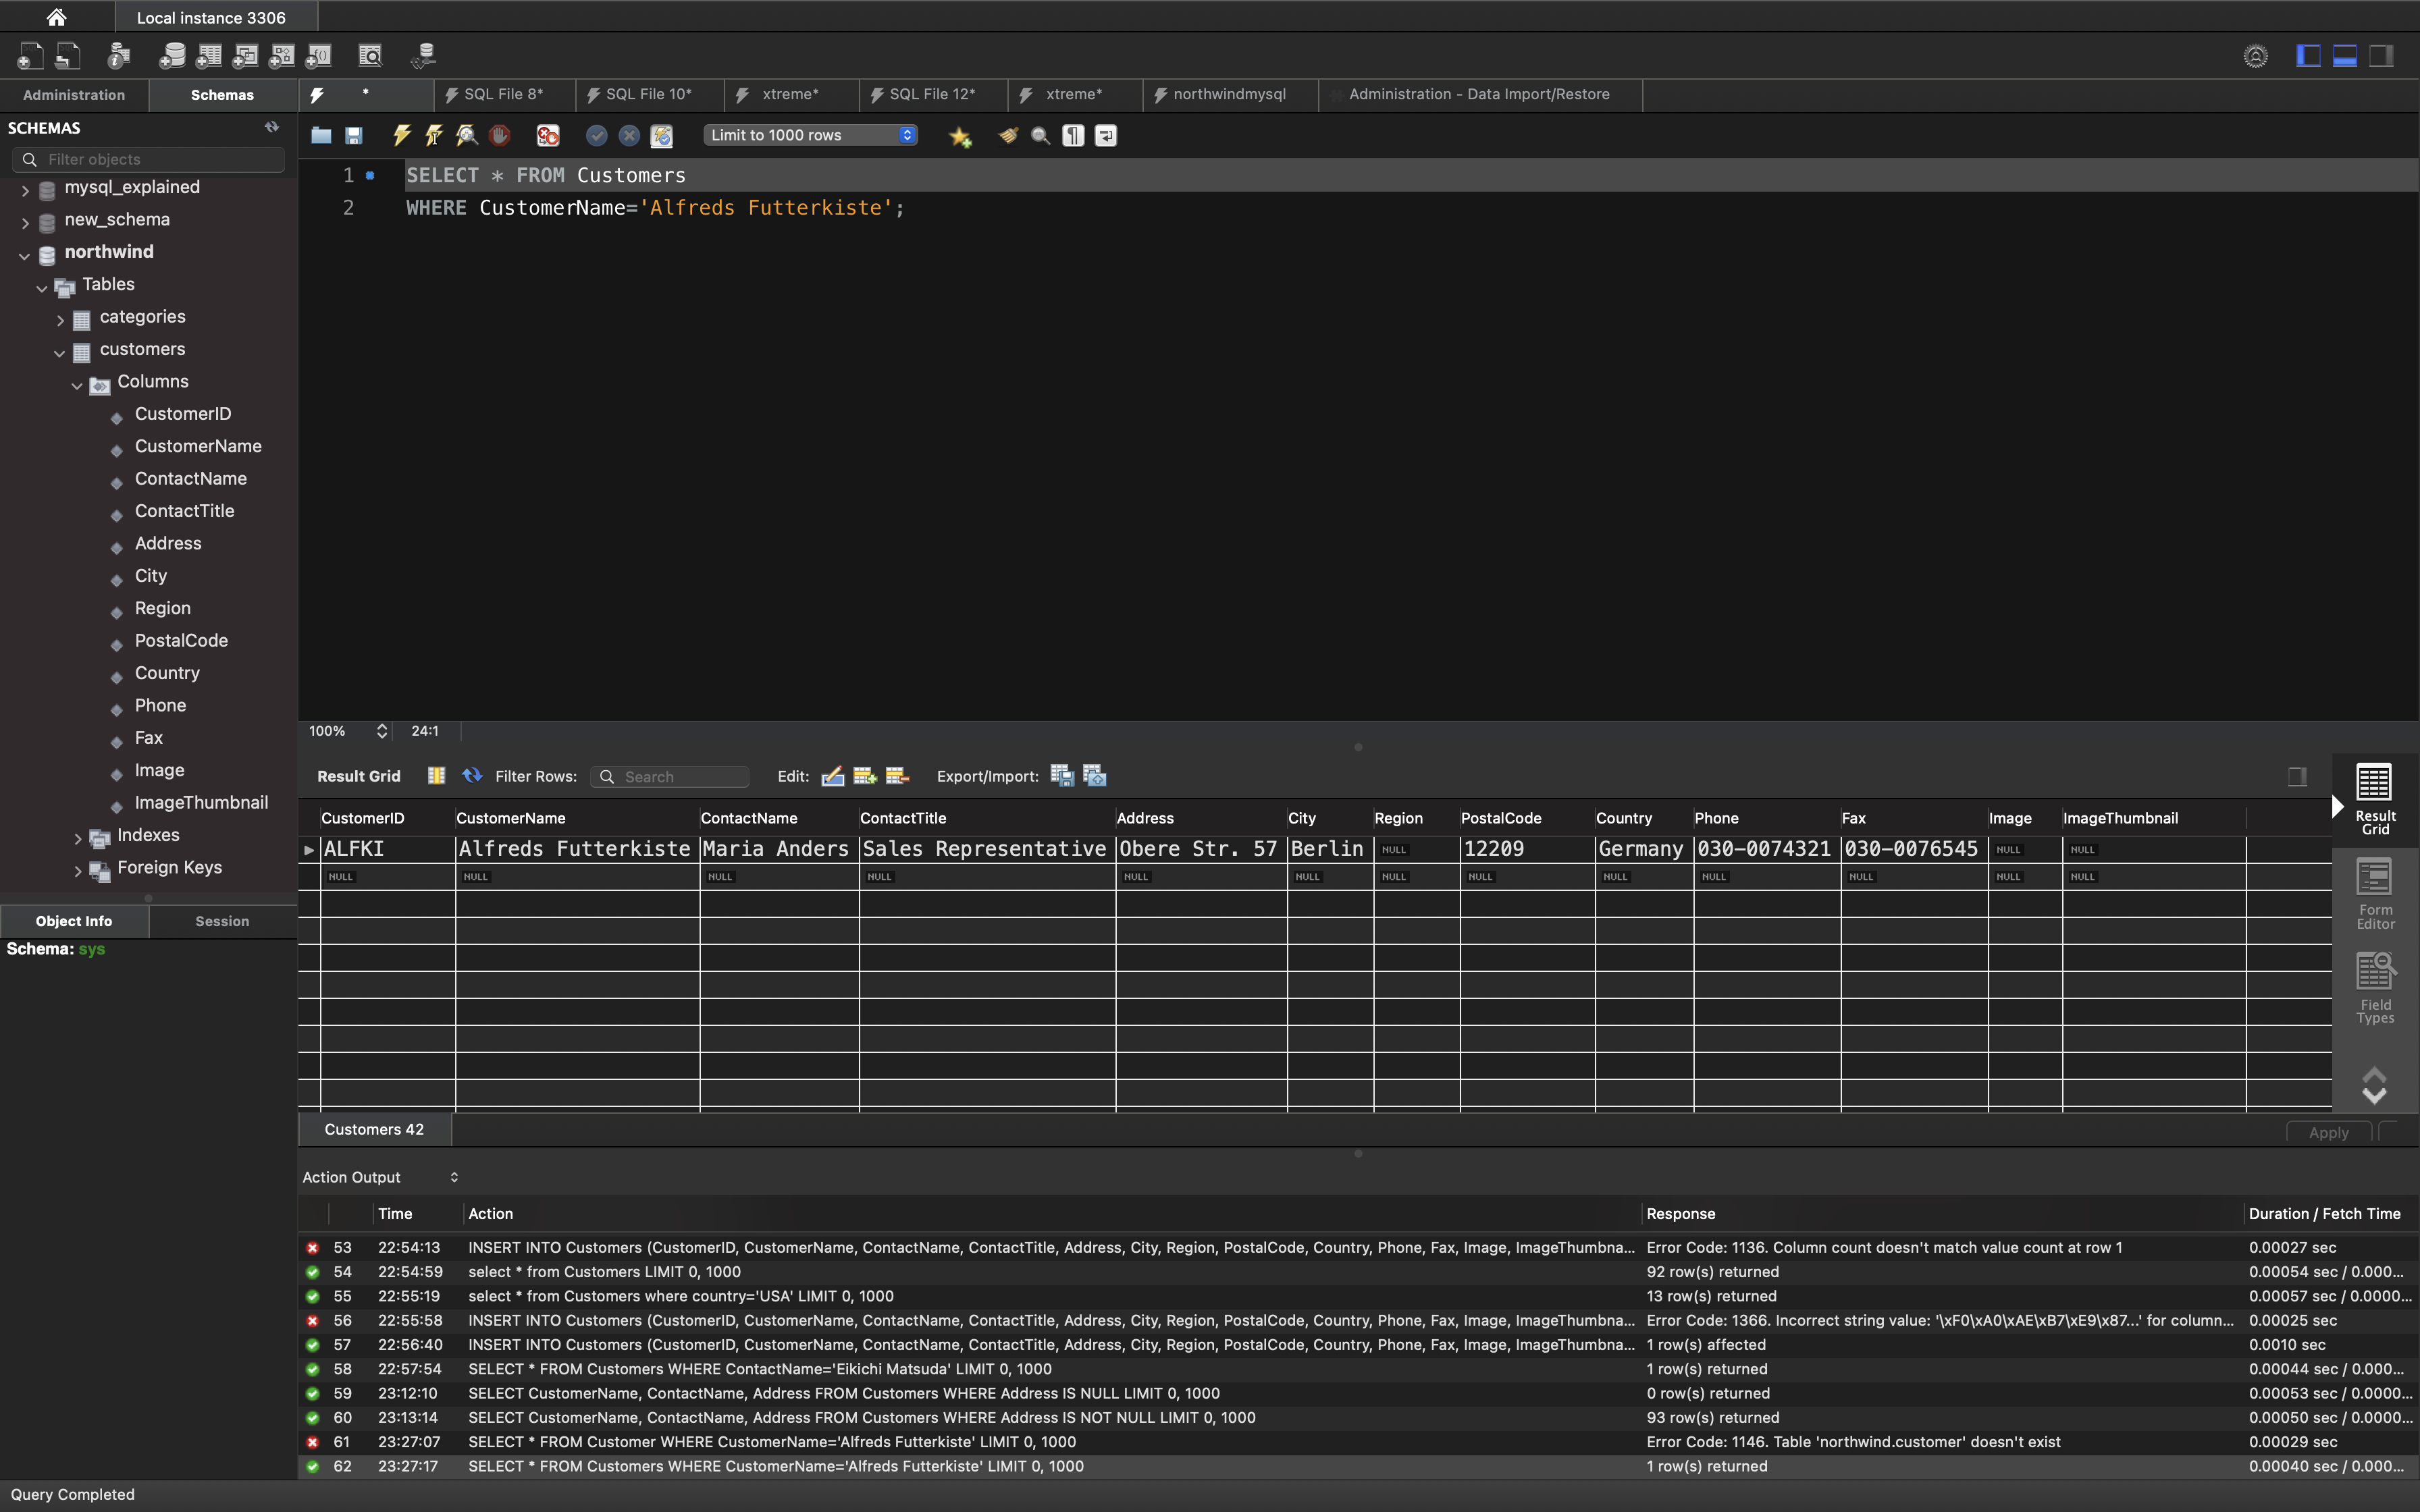 Local instance 3306
Administration
Schemas
*
SQL File 8*
SQL File 10*
xtreme*
SQL File 12*
xtreme*
northwindmysql
Administration - Data Import/Restore
SCHEMAS
Filter objects
mysql_explained
new_schema
northwind
Tables
categories
customers
Columns
CustomerID
CustomerName
ContactName
ContactTitle
Address
City
Region
PostalCode
Country
Phone
Fax
Image
ImageThumbnail
Indexes
Foreign Keys
Object Info
Session
Schema: sys
Limit to 1000 rows
1 SELECT * FROM Customers
2 WHERE CustomerName='Alfreds Futterkiste';
100% 24:1
Result Grid Filter Rows: Search Edit: Export/Import:
CustomerID CustomerName ContactName ContactTitle Address City Region PostalCode Country Phone Fax Image ImageThumbnail
ALFKI Alfreds Futterkiste Maria Anders Sales Representative Obere Str. 57 Berlin NULL 12209 Germany 030-0074321 030-0076545 NULL NULL
NULL NULL NULL NULL NULL NULL NULL NULL NULL NULL NULL NULL NULL
Result
Grid
Form
Editor
Field
Types
Customers 42
Apply
Action Output
Time Action Response Duration / Fetch Time
53 22:54:13 INSERT INTO Customers (CustomerID, CustomerName, ContactName, ContactTitle, Address, City, Region, PostalCode, Country, Phone, Fax, Image, ImageThumbna... Error Code: 1136. Column count doesn't match value count at row 1 0.00027 sec
54 22:54:59 select * from Customers LIMIT 0, 1000 92 row(s) returned 0.00054 sec / 0.000...
55 22:55:19 select * from Customers where country='USA' LIMIT 0, 1000 13 row(s) returned 0.00057 sec / 0.0000...
56 22:55:58 INSERT INTO Customers (CustomerID, CustomerName, ContactName, ContactTitle, Address, City, Region, PostalCode, Country, Phone, Fax, Image, ImageThumbna... Error Code: 1366. Incorrect string value: '\xF0\xA0\xAE\xB7\xE9\x87...' for column... 0.00025 sec
57 22:56:40 INSERT INTO Customers (CustomerID, CustomerName, ContactName, ContactTitle, Address, City, Region, PostalCode, Country, Phone, Fax, Image, ImageThumbna... 1 row(s) affected 0.0010 sec
58 22:57:54 SELECT * FROM Customers WHERE ContactName='Eikichi Matsuda' LIMIT 0, 1000 1 row(s) returned 0.00044 sec / 0.000...
59 23:12:10 SELECT CustomerName, ContactName, Address FROM Customers WHERE Address IS NULL LIMIT 0, 1000 0 row(s) returned 0.00053 sec / 0.0000...
60 23:13:14 SELECT CustomerName, ContactName, Address FROM Customers WHERE Address IS NOT NULL LIMIT 0, 1000 93 row(s) returned 0.00050 sec / 0.0000...
61 23:27:07 SELECT * FROM Customer WHERE CustomerName='Alfreds Futterkiste' LIMIT 0, 1000 Error Code: 1146. Table 'northwind.customer' doesn't exist 0.00029 sec
62 23:27:17 SELECT * FROM Customers WHERE CustomerName='Alfreds Futterkiste' LIMIT 0, 1000 1 row(s) returned 0.00040 sec / 0.000...
Query Completed